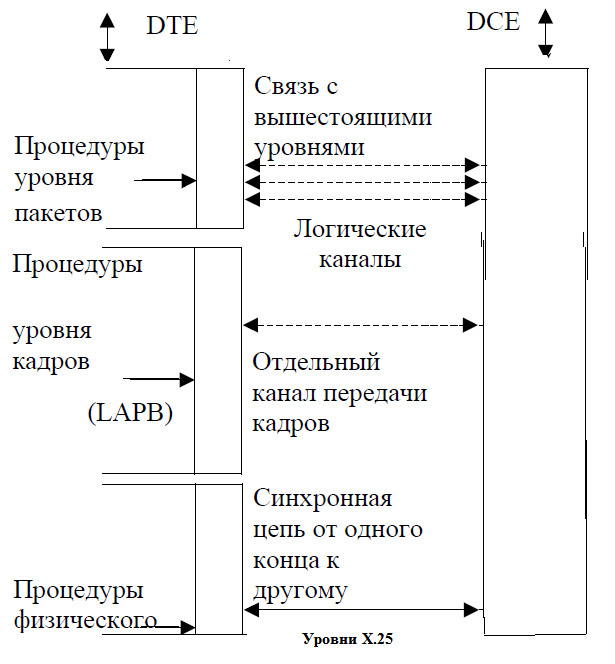 DTE
DCE
Связь с
вышестоящими
уровнями
Процедуры
уровня
пакетов
Логические
каналы
Процедуры
уровня
кадров
(LAPB)
Отдельный
канал передачи
кадров
Синхронная
цепь от одного
конца к
другому
Процедуры
физического
Уровни X.25